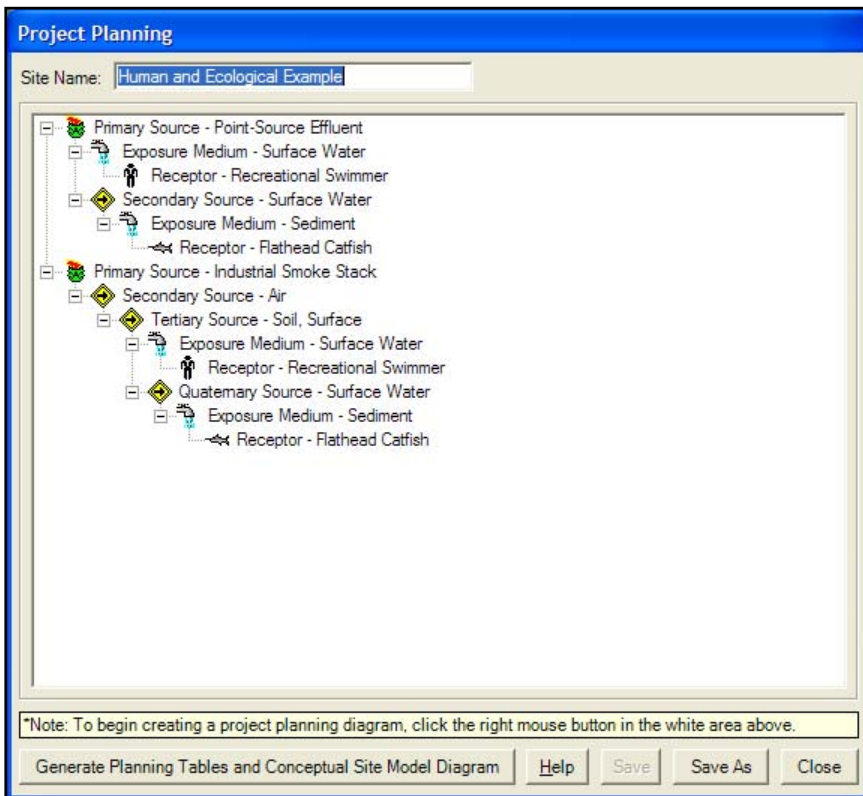 Project Planning
Site Name: Human and Ecological Example
Primary Source - Point-Source Effluent
Exposure Medium - Surface Water
Receptor - Recreational Swimmer
Secondary Source - Surface Water
Exposure Medium - Sediment
Receptor - Flathead Catfish
Primary Source - Industrial Smoke Stack
Secondary Source - Air
Tertiary Source - Soil, Surface
Exposure Medium - Surface Water
Receptor - Recreational Swimmer
Quaternary Source - Surface Water
Exposure Medium - Sediment
Receptor - Flathead Catfish
*Note: To begin creating a project planning diagram, click the right mouse button in the white area above.
Generate Planning Tables and Conceptual Site Model Diagram Help Save Save As Close